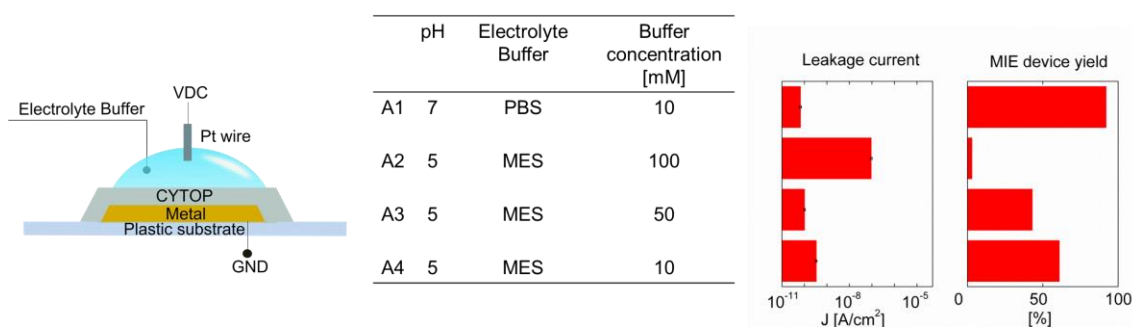 VDC
Electrolyte Buffer
Pt wire
CYTOP
Metal
Plastic substrate
GND
pH Electrolyte Buffer
Buffer concentration [mM]
A1 7 PBS 10
A2 5 MES 100
A3 5 MES 50
A4 5 MES 10
Leakage current
10⁻¹¹ 10⁻⁸ 10⁻⁵
J [A/cm²]
MIE device yield
0 50 100
[%]